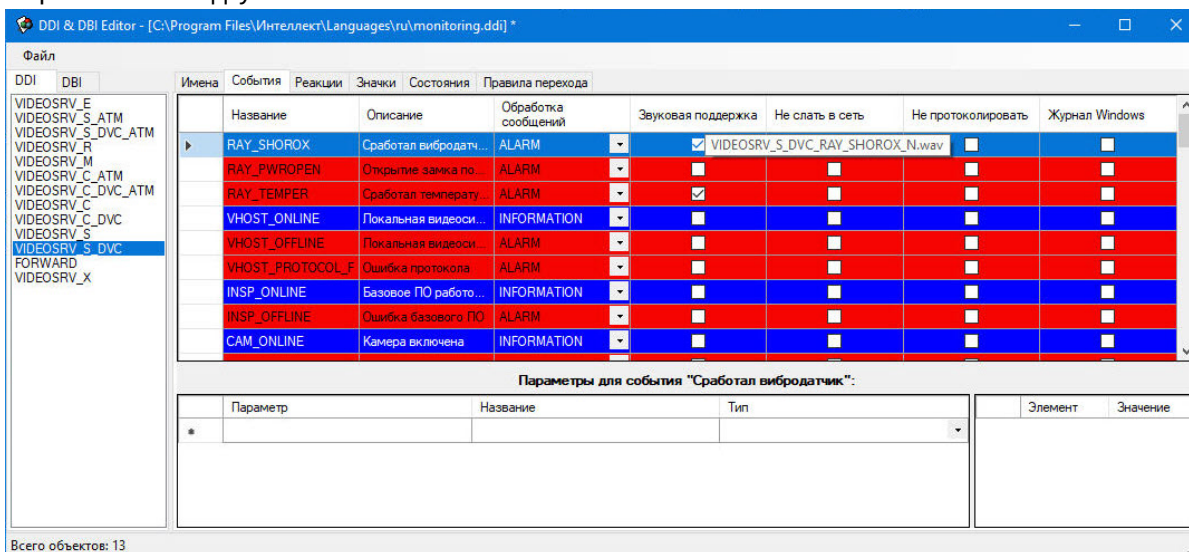 DDI & DBI Editor - [C:\Program Files\Интеллект\Languages\ru\monitoring.ddi] *
Файл
DDI DBI
Имена События Реакции Значки Состояния Правила перехода
VIDEOSRV_E
VIDEOSRV_S_ATM
VIDEOSRV_S_DVC_ATM
VIDEOSRV_R
VIDEOSRV_M
VIDEOSRV_C_ATM
VIDEOSRV_C_DVC_ATM
VIDEOSRV_C
VIDEOSRV_C_DVC
VIDEOSRV_S
VIDEOSRV_S_DVC
FORWARD
VIDEOSRV_X
Название Описание Обработка сообщений Звуковая поддержка Не слать в сеть Не протоколировать Журнал Windows
RAY_SHOROX Сработал вибродатч... ALARM VIDEOSRV_S_DVC_RAY_SHOROX_N.wav
RAY_PWROPEN Открытие замка по... ALARM
RAY_TEMPER Сработал температу... ALARM
VHOST_ONLINE Локальная видеоси... INFORMATION
VHOST_OFFLINE Локальная видеоси... ALARM
VHOST_PROTOCOL_F Ошибка протокола ALARM
INSP_ONLINE Базовое ПО работо... INFORMATION
INSP_OFFLINE Ошибка базового ПО ALARM
CAM_ONLINE Камера включена INFORMATION
Параметры для события "Сработал вибродатчик":
Параметр Название Тип Элемент Значение
Всего объектов: 13